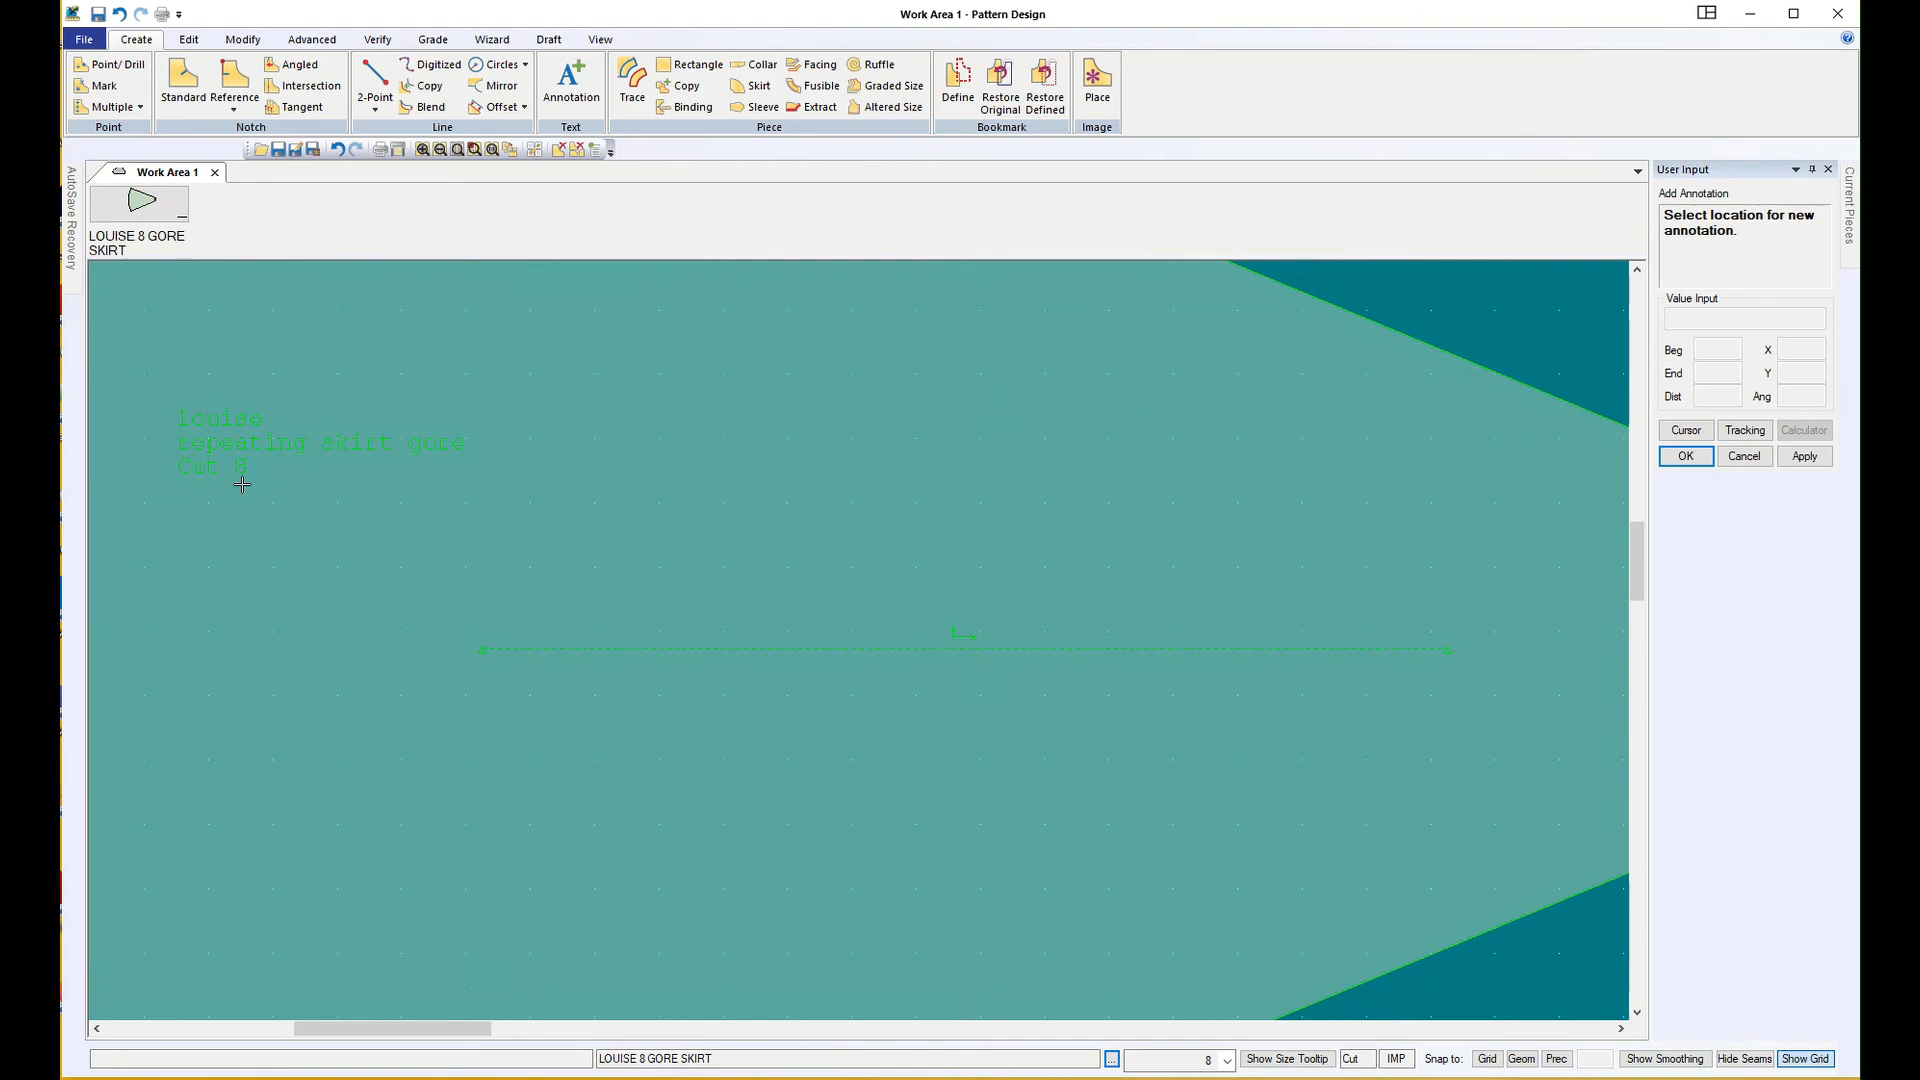 Work Area 1 - Pattern Design
File Create Edit Modify Advanced Verify Grade Wizard Draft View
Point/ Drill
Mark
Multiple
Point
Standard
Reference
Angled
Intersection
Tangent
Notch
2-Point
Digitized
Copy
Blend
Circles
Mirror
Offset
Line
Annotation
Text
Trace
Rectangle
Copy
Binding
Collar
Skirt
Sleeve
Facing
Fusible
Extract
Ruffle
Graded Size
Altered Size
Piece
Define
Restore Original
Restore Defined
Bookmark
Place
Image
AutoSave Recovery
Work Area 1
LOUISE 8 GORE
SKIRT
louise
repeating skirt gore
Cut 8
User Input
Add Annotation
Select location for new
annotation.
Value Input
Beg X
End Y
Dist Ang
Cursor Tracking Calculator
OK Cancel Apply
Current Pieces
LOUISE 8 GORE SKIRT ... 8 Show Size Tooltip Cut IMP Snap to: Grid Geom Prec Show Smoothing Hide Seams Show Grid